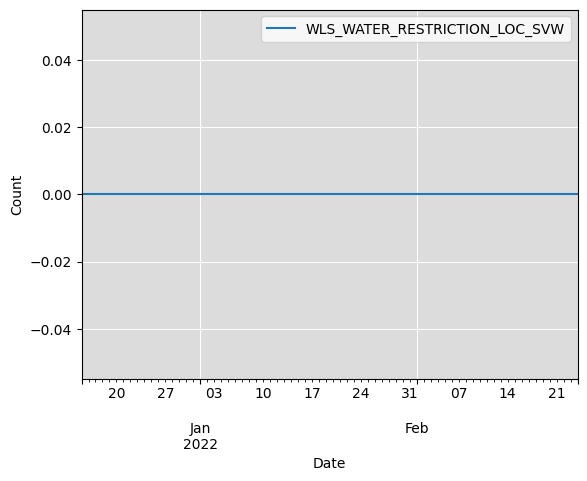 WLS_WATER_RESTRICTION_LOC_SVW
0.04
0.02
0.00
−0.02
−0.04
Count
20 27 03 10 17 24 31 07 14 21
Jan Feb
2022
Date